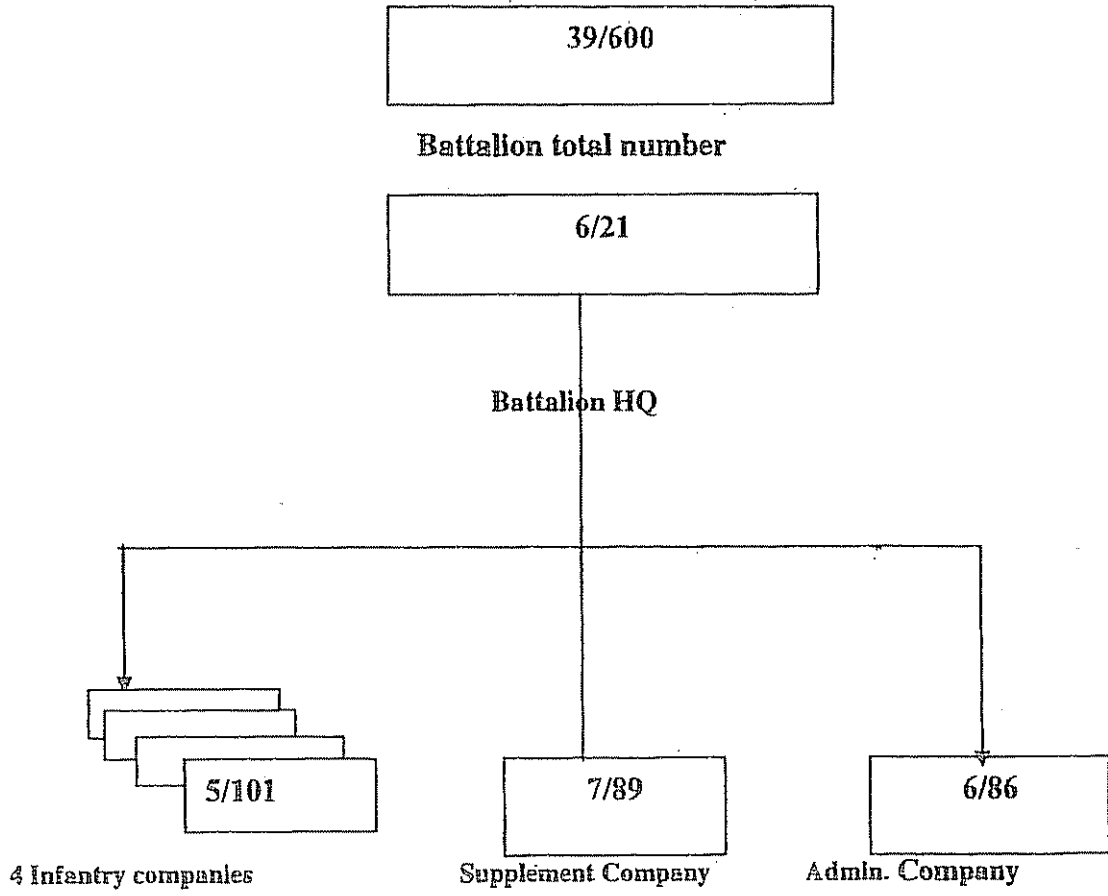 39/600
Battalion total number
6/21
Battalion HQ
5/101
7/89
6/86
4 Infantry companies
Supplement Company
Admin. Company